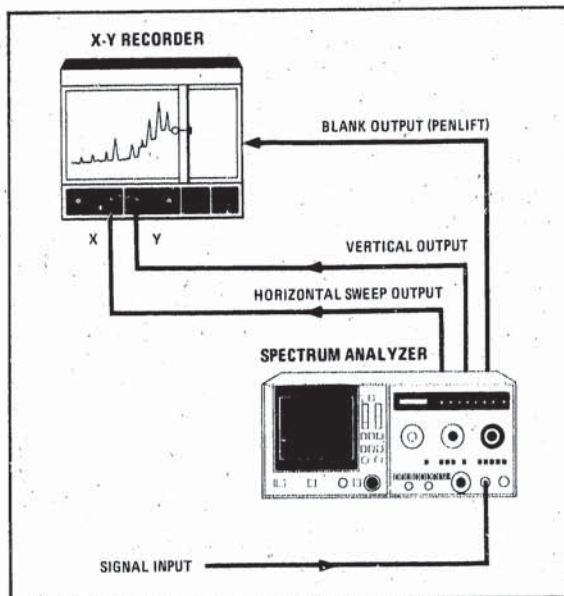 X-Y RECORDER
BLANK OUTPUT (PENLIFT)
X Y
VERTICAL OUTPUT
HORIZONTAL SWEEP OUTPUT
SPECTRUM ANALYZER
SIGNAL INPUT